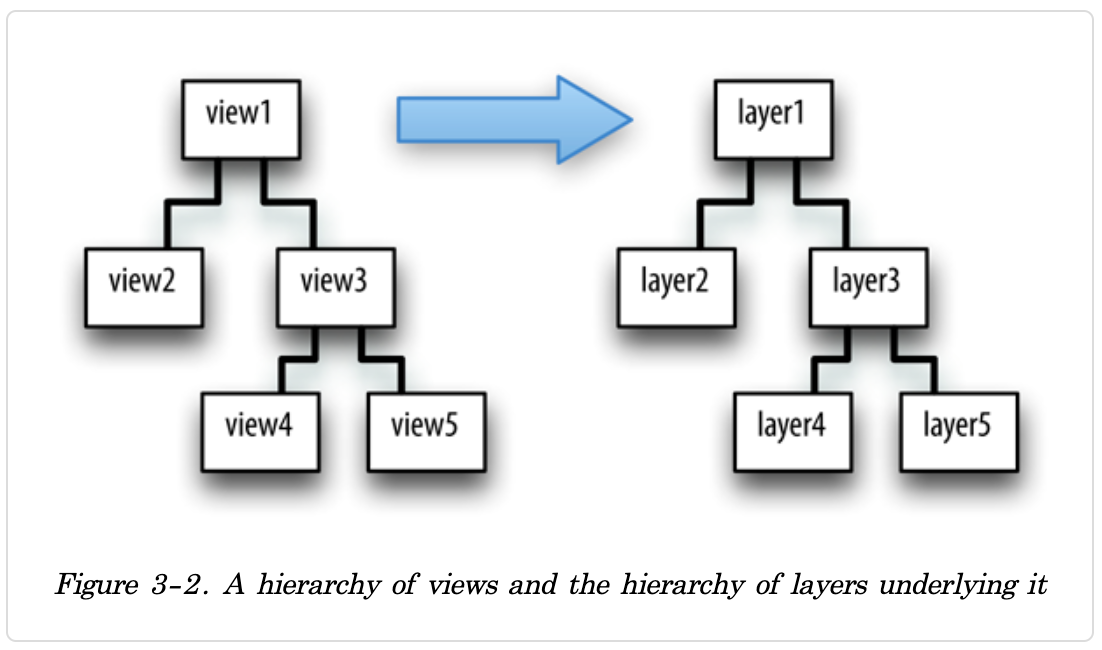 view1
layer1
view2
view3
layer2
layer3
view4
view5
layer4
layer5
Figure 3-2. A hierarchy of views and the hierarchy of layers underlying it